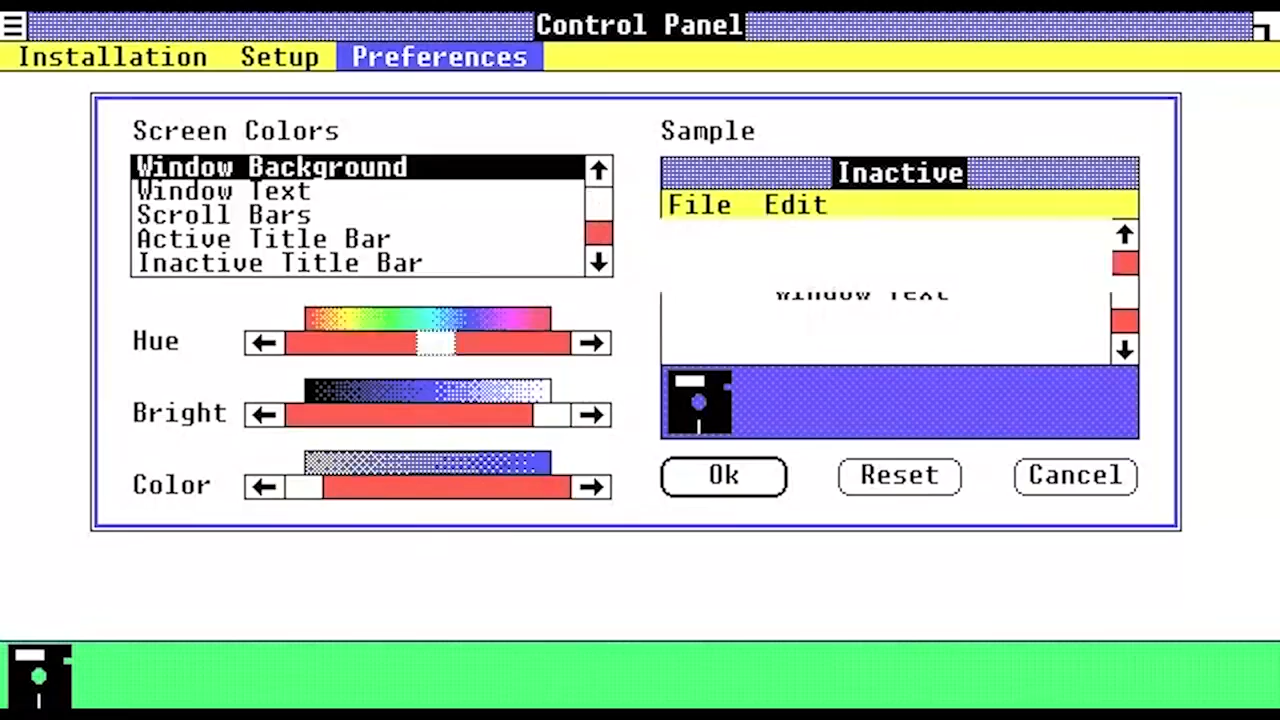 Control Panel
Installation Setup Preferences
Screen Colors
Window Background
Window Text
Scroll Bars
Active Title Bar
Inactive Title Bar
Hue
Bright
Color
Sample
Inactive
File Edit
Window Text
Ok Reset Cancel